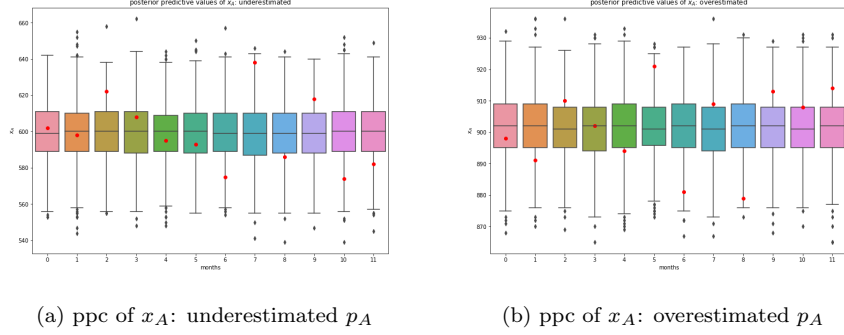 posterior predictive values of x_A: underestimated
660
640
620
600
580
560
540
x_A
0 1 2 3 4 5 6 7 8 9 10 11
months
(a) ppc of x_A: underestimated p_A
posterior predictive values of x_A: overestimated
930
920
910
900
890
880
870
x_A
0 1 2 3 4 5 6 7 8 9 10 11
months
(b) ppc of x_A: overestimated p_A